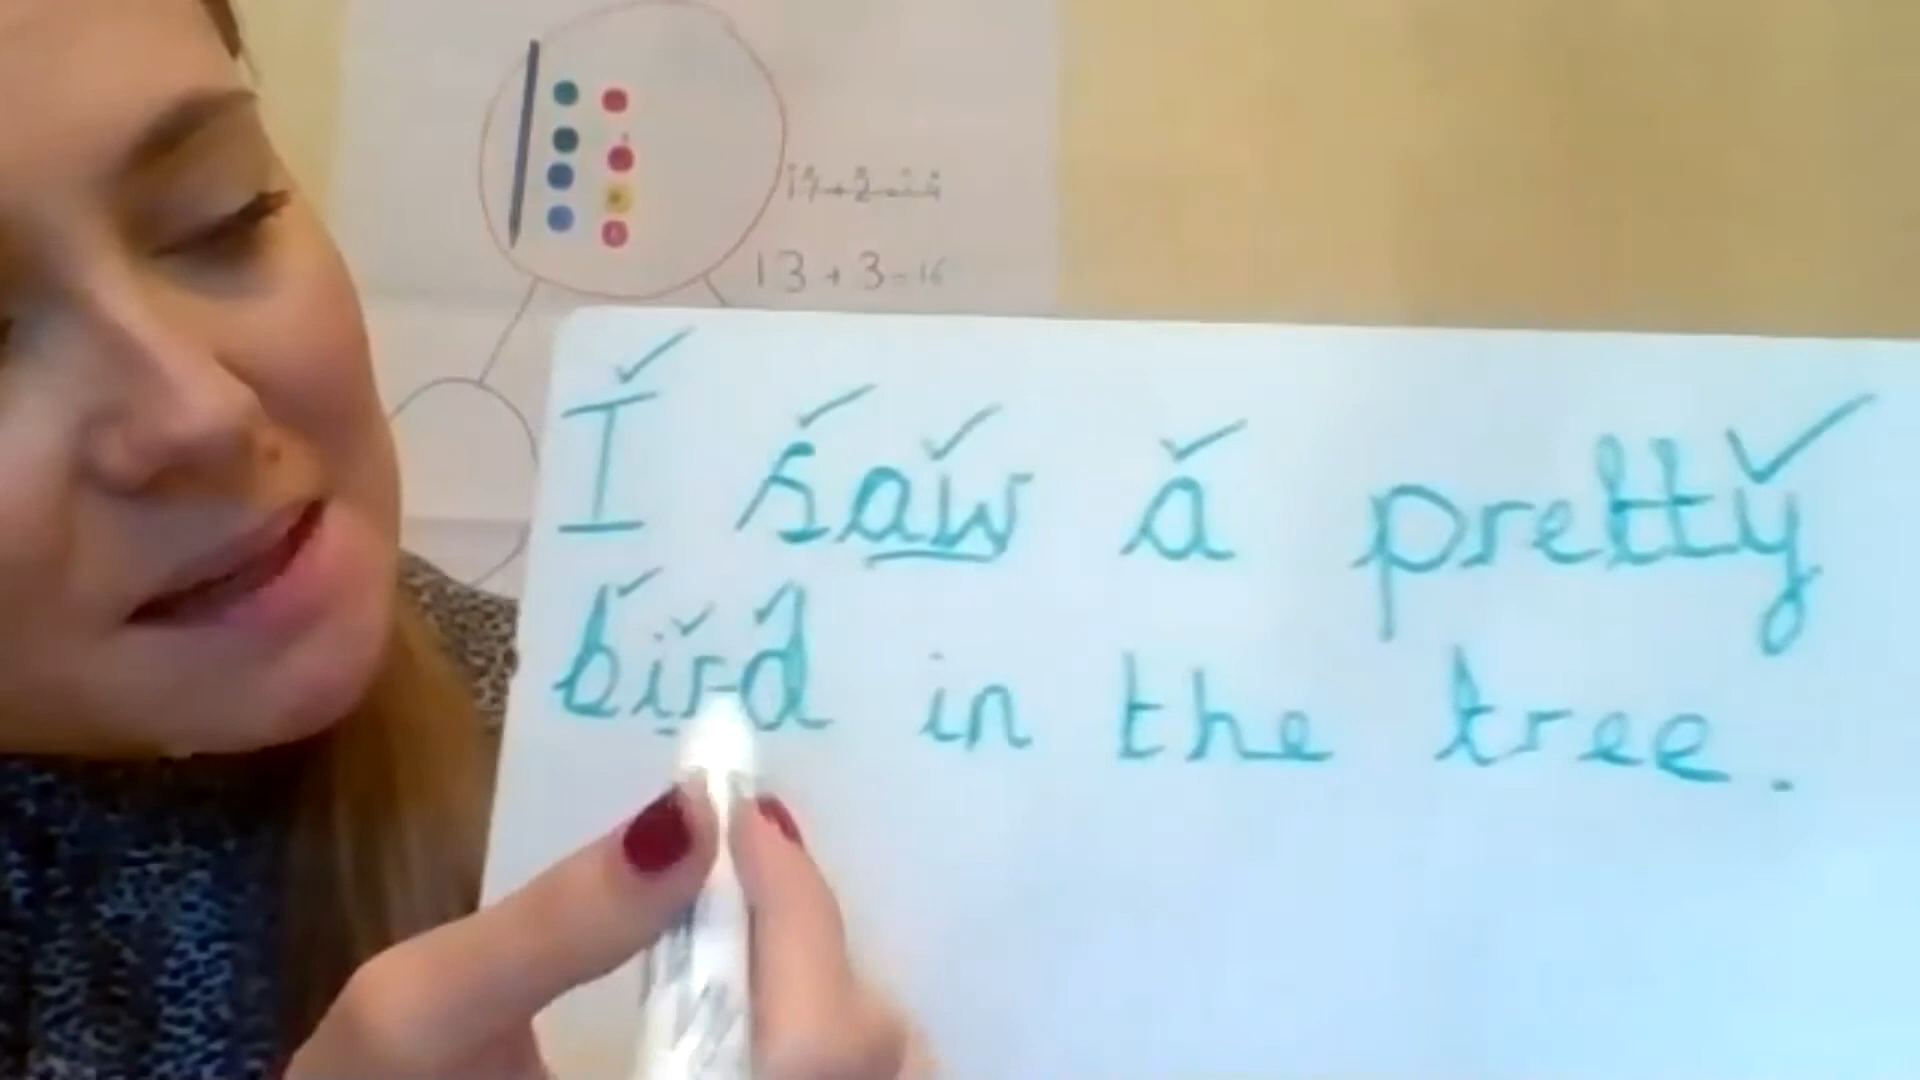 13 + 3 = 16
I saw a pretty
bird in the tree.